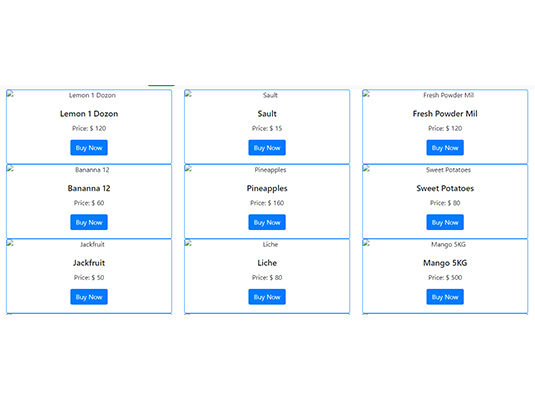 Lemon 1 Dozon
Sault
Fresh Powder Mil
Lemon 1 Dozon
Sault
Fresh Powder Mil
Price: $ 120
Price: $ 15
Price: $ 120
Buy Now
Buy Now
Buy Now
Bananna 12
Pineapples
Sweet Potatoes
Bananna 12
Pineapples
Sweet Potatoes
Price: $ 60
Price: $ 160
Price: $ 80
Buy Now
Buy Now
Buy Now
Jackfruit
Liche
Mango 5KG
Jackfruit
Liche
Mango 5KG
Price: $ 50
Price: $ 80
Price: $ 500
Buy Now
Buy Now
Buy Now